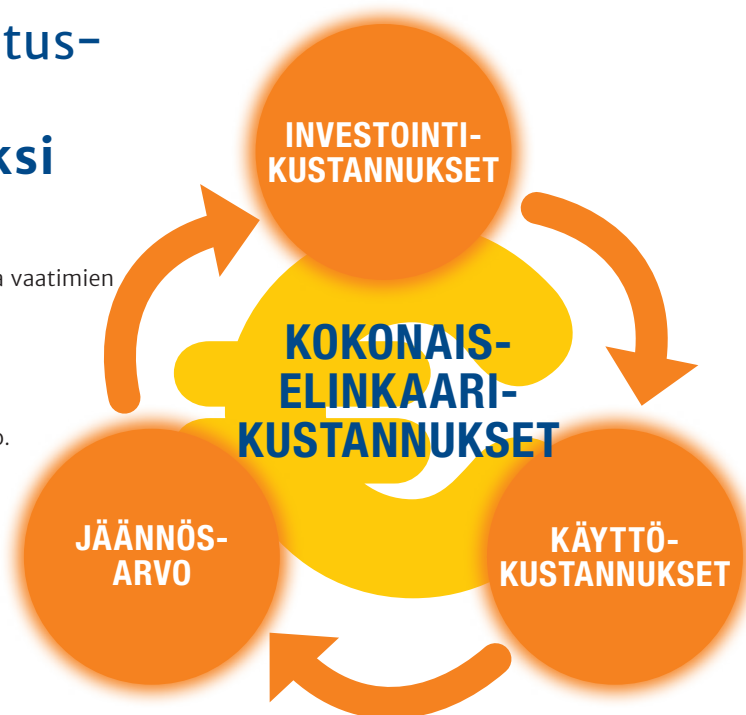 tus-
ksi
a vaatimien
o.
INVESTOINTI-
KUSTANNUKSET
KOKONAIS-
ELINKAARI-
KUSTANNUKSET
JÄÄNNÖS-
ARVO
KÄYTTÖ-
KUSTANNUKSET